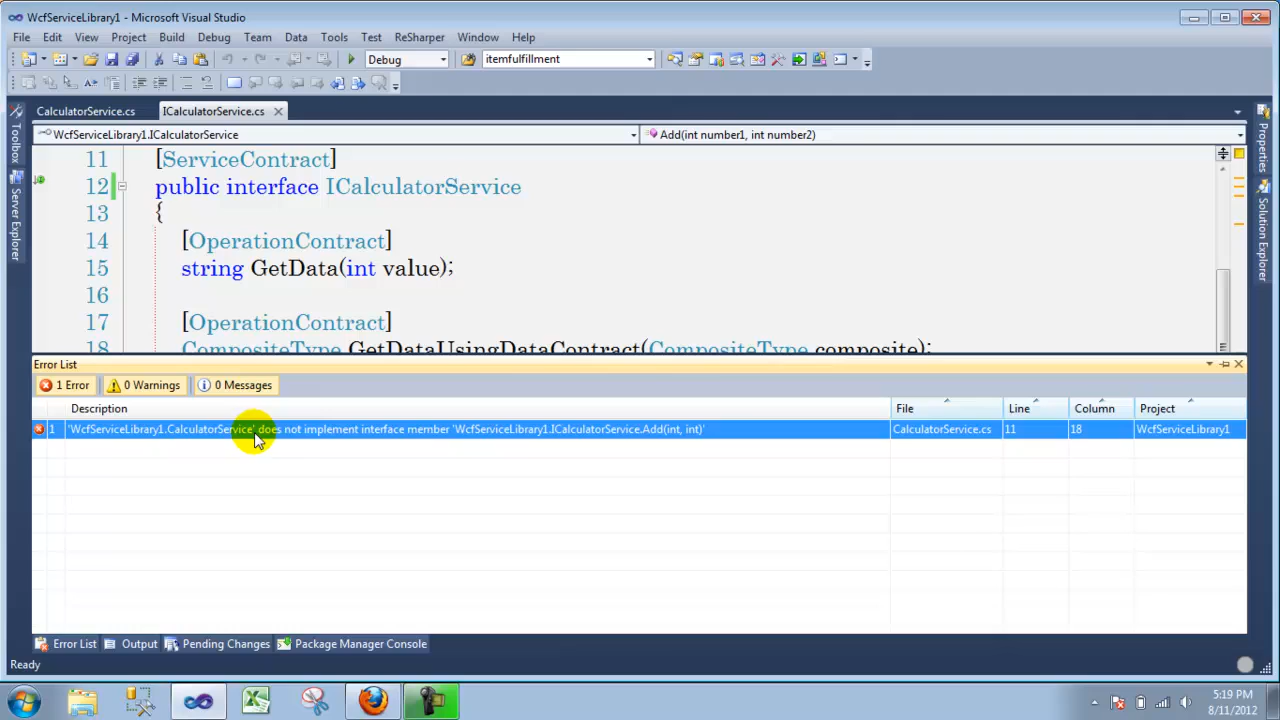 WcfServiceLibrary1 - Microsoft Visual Studio
File Edit View Project Build Debug Team Data Tools Test ReSharper Window Help
Debug itemfulfillment
CalculatorService.cs ICalculatorService.cs
WcfServiceLibrary1.ICalculatorService Add(int number1, int number2)
11 [ServiceContract]
12 public interface ICalculatorService
13 {
14 [OperationContract]
15 string GetData(int value);
16
17 [OperationContract]
18 CompositeType GetDataUsingDataContract(CompositeType composite);
Toolbox
Server Explorer
Properties
Solution Explorer
Error List
1 Error 0 Warnings 0 Messages
Description File Line Column Project
1 'WcfServiceLibrary1.CalculatorService' does not implement interface member 'WcfServiceLibrary1.ICalculatorService.Add(int, int)' CalculatorService.cs 11 18 WcfServiceLibrary1
Error List Output Pending Changes Package Manager Console
Ready
5:19 PM
8/11/2012